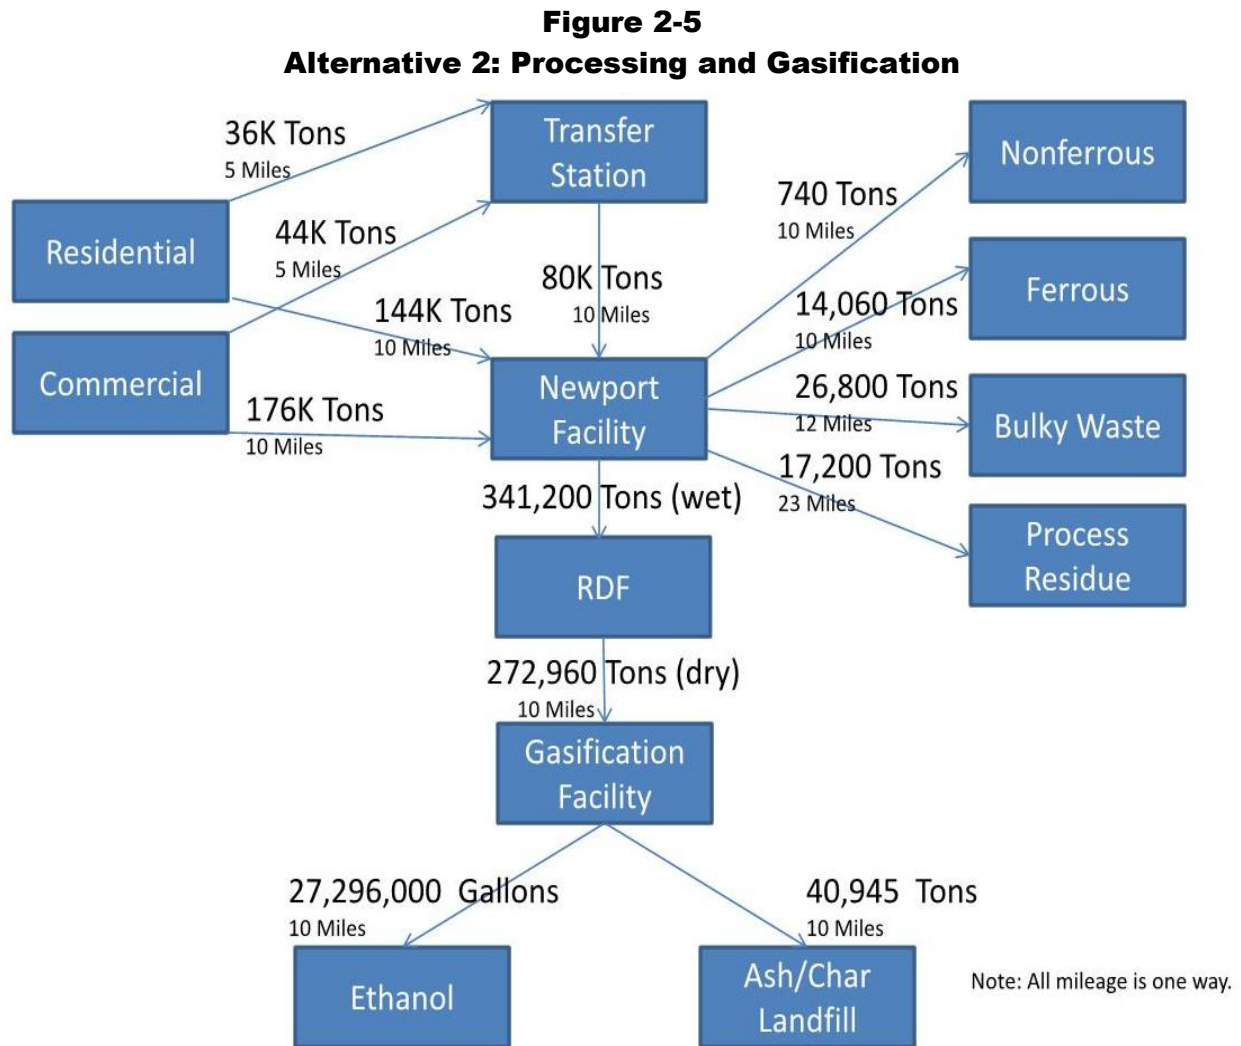 Figure 2-5
Alternative 2: Processing and Gasification
36K Tons
5 Miles
Transfer
Station
Nonferrous
740 Tons
10 Miles
Residential
44K Tons
5 Miles
80K Tons
10 Miles
Ferrous
14,060 Tons
10 Miles
144K Tons
10 Miles
Commercial
Newport
Facility
26,800 Tons
12 Miles
Bulky Waste
176K Tons
10 Miles
17,200 Tons
23 Miles
341,200 Tons (wet)
Process
Residue
RDF
272,960 Tons (dry)
10 Miles
Gasification
Facility
27,296,000 Gallons
10 Miles
40,945 Tons
10 Miles
Ethanol
Ash/Char
Landfill
Note: All mileage is one way.